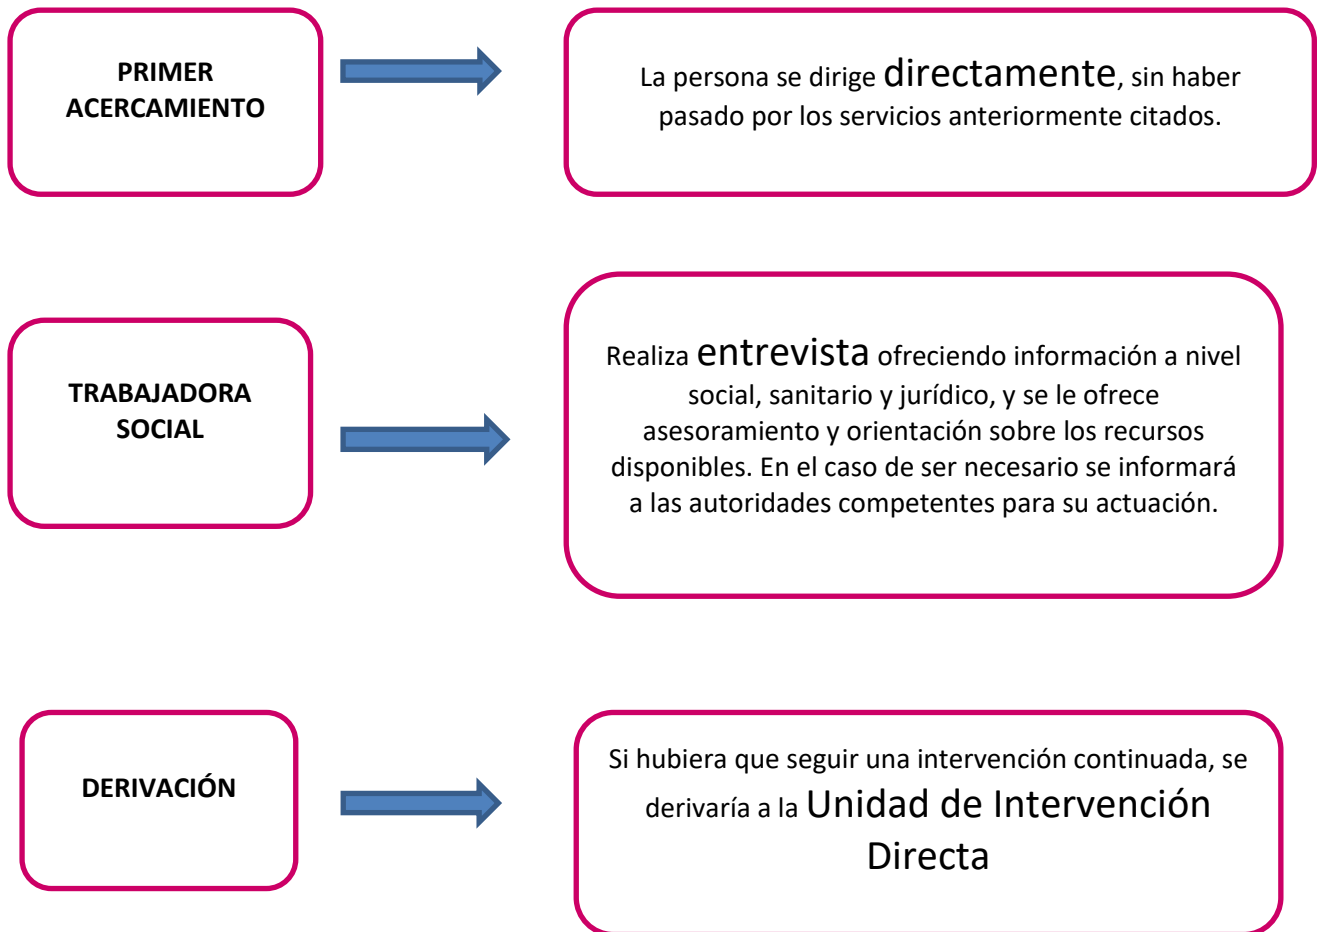 PRIMER
ACERCAMIENTO
La persona se dirige directamente, sin haber
pasado por los servicios anteriormente citados.
TRABAJADORA
SOCIAL
Realiza entrevista ofreciendo información a nivel
social, sanitario y jurídico, y se le ofrece
asesoramiento y orientación sobre los recursos
disponibles. En el caso de ser necesario se informará
a las autoridades competentes para su actuación.
DERIVACIÓN
Si hubiera que seguir una intervención continuada, se
derivaría a la Unidad de Intervención
Directa